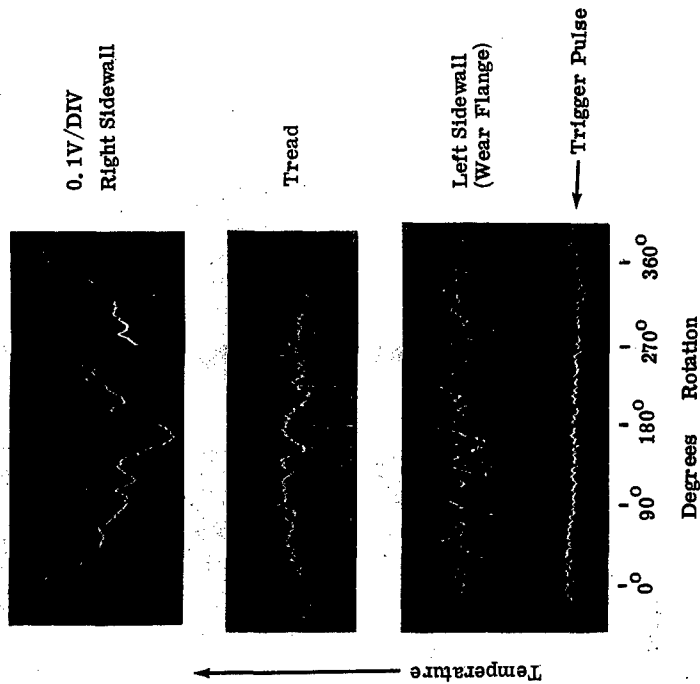 0.1V/DIV
Right Sidewall
Tread
Left Sidewall
(Wear Flange)
Trigger Pulse
Temperature
0° 90° 180° 270° 360°
Degrees Rotation